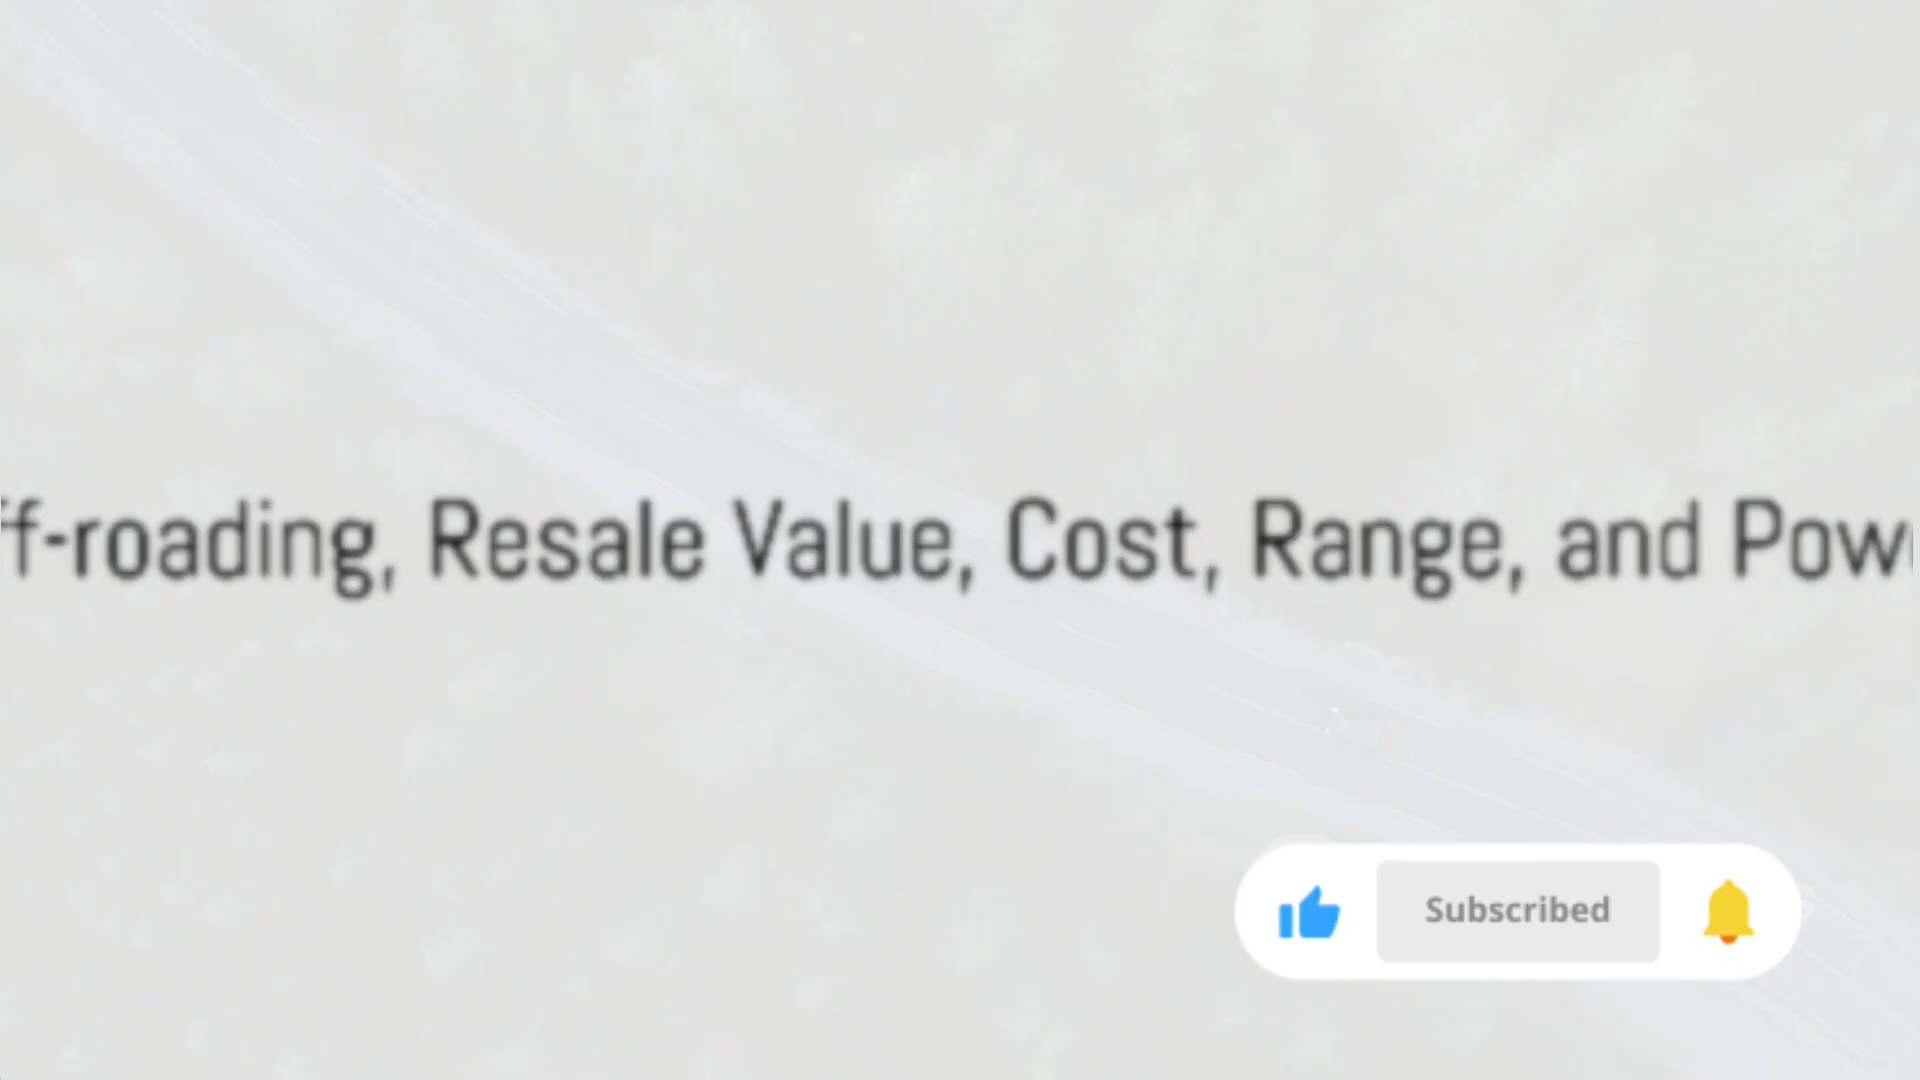 ff-roading, Resale Value, Cost, Range, and Pow
Subscribed